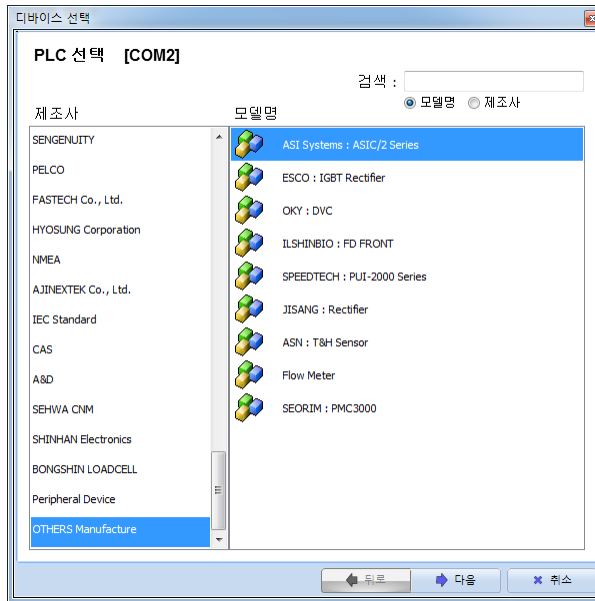 디바이스 선택
PLC 선택 [COM2]
검색 :
모델명 제조사
제조사
모델명
SENGENUITY
PELCO
FASTECH Co., Ltd.
HYOSUNG Corporation
NMEA
AJINEXTEK Co., Ltd.
IEC Standard
CAS
A&D
SEHWA CNM
SHINHAN Electronics
BONGSHIN LOADCELL
Peripheral Device
OTHERS Manufacture
ASI Systems : ASIC/2 Series
ESCO : IGBT Rectifier
OKY : DVC
ILSHINBIO : FD FRONT
SPEEDTECH : PUI-2000 Series
JISANG : Rectifier
ASN : T&H Sensor
Flow Meter
SEORIM : PMC3000
뒤로 다음 취소